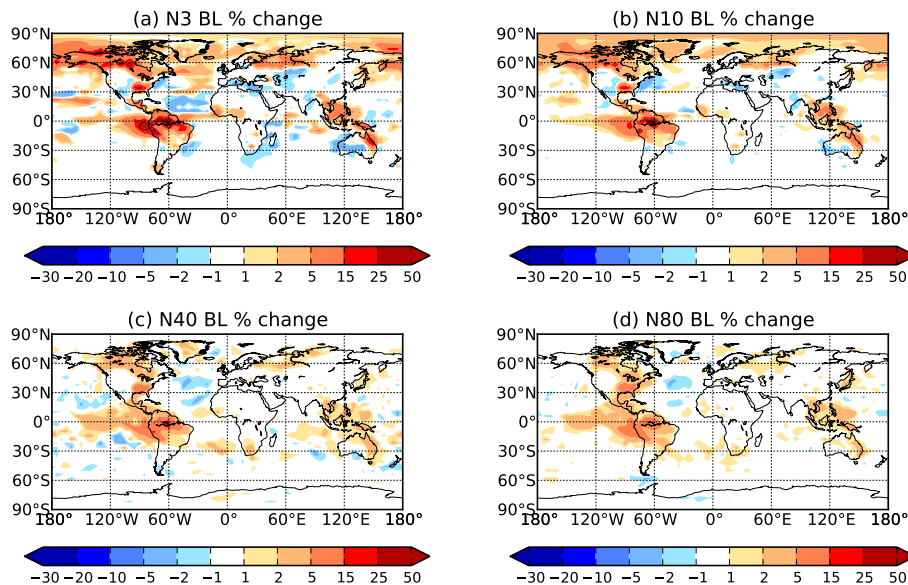 (a) N3 BL % change
(b) N10 BL % change
90°N
60°N
30°N
0°
30°S
60°S
90°S
180° 120°W 60°W 0° 60°E 120°E 180°
−30 −20 −10 −5 −2 −1 1 2 5 15 25 50
90°N
60°N
30°N
0°
30°S
60°S
90°S
180° 120°W 60°W 0° 60°E 120°E 180°
−30 −20 −10 −5 −2 −1 1 2 5 15 25 50
(c) N40 BL % change
(d) N80 BL % change
90°N
60°N
30°N
0°
30°S
60°S
90°S
180° 120°W 60°W 0° 60°E 120°E 180°
−30 −20 −10 −5 −2 −1 1 2 5 15 25 50
90°N
60°N
30°N
0°
30°S
60°S
90°S
180° 120°W 60°W 0° 60°E 120°E 180°
−30 −20 −10 −5 −2 −1 1 2 5 15 25 50